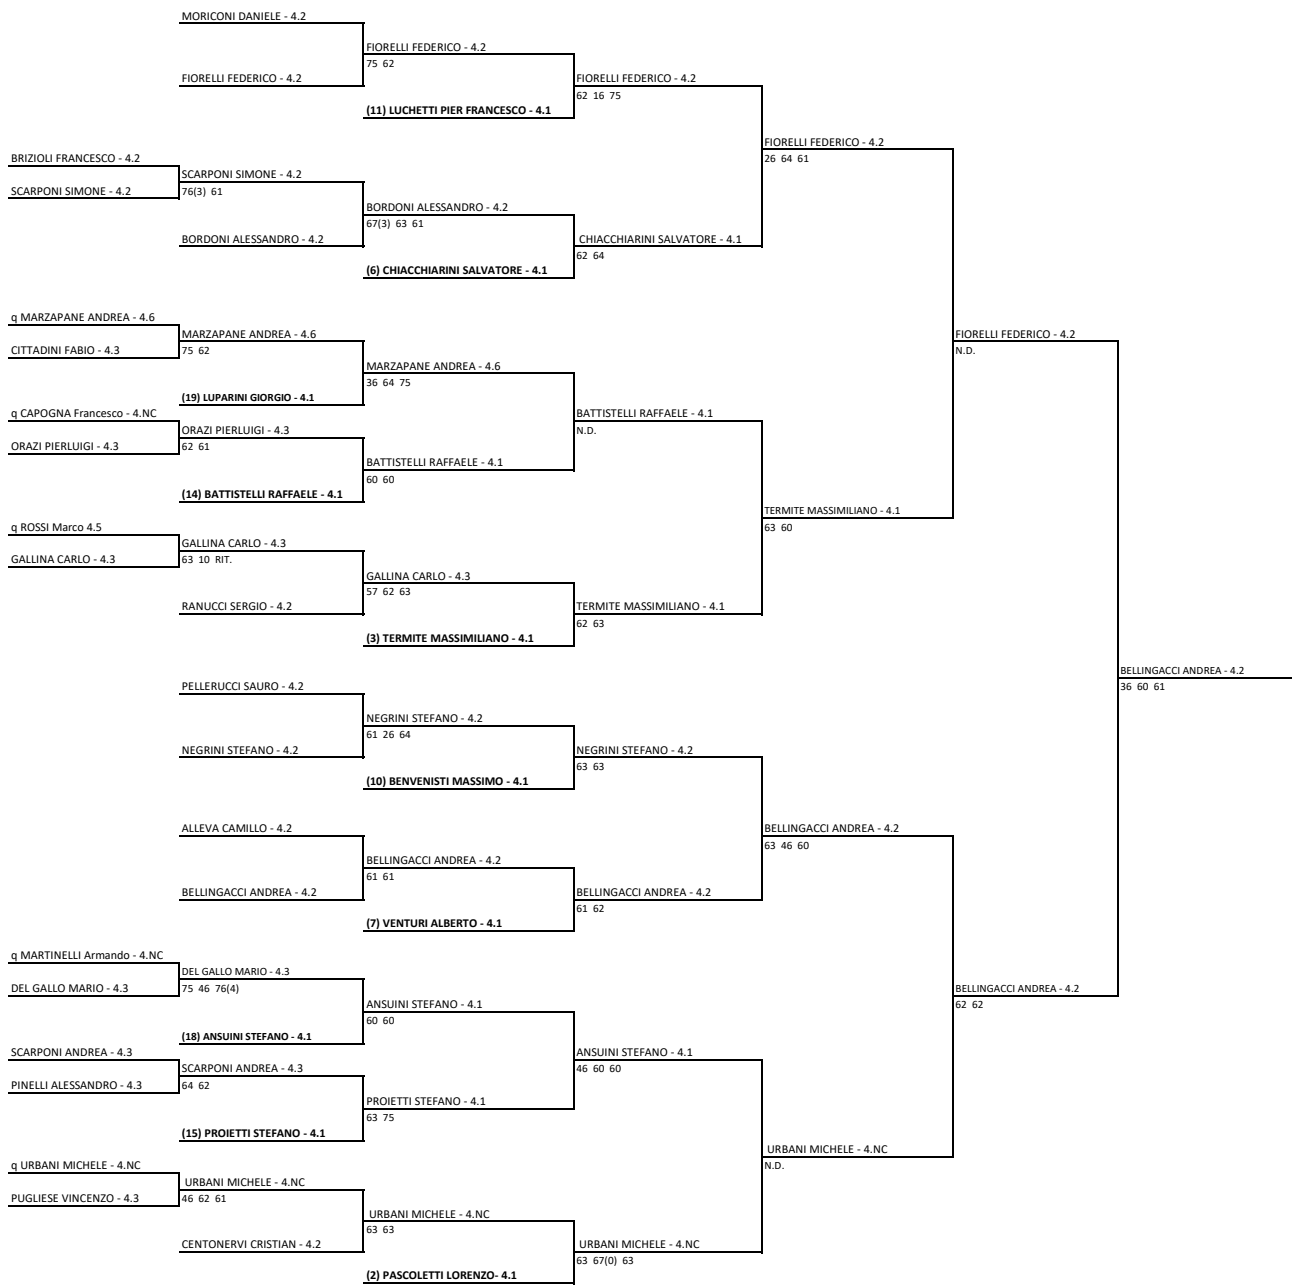 MORICONI DANIELE - 4.2
FIORELLI FEDERICO - 4.2
75 62
FIORELLI FEDERICO - 4.2
FIORELLI FEDERICO - 4.2
62 16 75
(11) LUCHETTI PIER FRANCESCO - 4.1
FIORELLI FEDERICO - 4.2
26 64 61
BRIZIOLI FRANCESCO - 4.2
SCARPONI SIMONE - 4.2
SCARPONI SIMONE - 4.2
76(3) 61
BORDONI ALESSANDRO - 4.2
67(3) 63 61
BORDONI ALESSANDRO - 4.2
CHIACCHIARINI SALVATORE - 4.1
62 64
(6) CHIACCHIARINI SALVATORE - 4.1
q MARZAPANE ANDREA - 4.6
MARZAPANE ANDREA - 4.6
FIORELLI FEDERICO - 4.2
CITTADINI FABIO - 4.3
75 62
N.D.
MARZAPANE ANDREA - 4.6
36 64 75
(19) LUPARINI GIORGIO - 4.1
q CAPOGNA Francesco - 4.NC
BATTISTELLI RAFFAELE - 4.1
N.D.
ORAZI PIERLUIGI - 4.3
ORAZI PIERLUIGI - 4.3
62 61
BATTISTELLI RAFFAELE - 4.1
60 60
(14) BATTISTELLI RAFFAELE - 4.1
TERMITE MASSIMILIANO - 4.1
63 60
q ROSSI Marco 4.5
GALLINA CARLO - 4.3
GALLINA CARLO - 4.3
63 10 RIT.
GALLINA CARLO - 4.3
57 62 63
RANUCCI SERGIO - 4.2
TERMITE MASSIMILIANO - 4.1
62 63
(3) TERMITE MASSIMILIANO - 4.1
BELLINGACCI ANDREA - 4.2
36 60 61
PELLERUCCI SAURO - 4.2
NEGRINI STEFANO - 4.2
61 26 64
NEGRINI STEFANO - 4.2
NEGRINI STEFANO - 4.2
63 63
(10) BENVENISTI MASSIMO - 4.1
ALLEVA CAMILLO - 4.2
BELLINGACCI ANDREA - 4.2
63 46 60
BELLINGACCI ANDREA - 4.2
61 61
BELLINGACCI ANDREA - 4.2
BELLINGACCI ANDREA - 4.2
61 62
(7) VENTURI ALBERTO - 4.1
q MARTINELLI Armando - 4.NC
DEL GALLO MARIO - 4.3
DEL GALLO MARIO - 4.3
75 46 76(4)
BELLINGACCI ANDREA - 4.2
62 62
ANSUINI STEFANO - 4.1
60 60
(18) ANSUINI STEFANO - 4.1
SCARPONI ANDREA - 4.3
ANSUINI STEFANO - 4.1
46 60 60
SCARPONI ANDREA - 4.3
PINELLI ALESSANDRO - 4.3
64 62
PROIETTI STEFANO - 4.1
63 75
(15) PROIETTI STEFANO - 4.1
URBANI MICHELE - 4.NC
N.D.
q URBANI MICHELE - 4.NC
URBANI MICHELE - 4.NC
PUGLIESE VINCENZO - 4.3
46 62 61
URBANI MICHELE - 4.NC
63 63
CENTONERVI CRISTIAN - 4.2
URBANI MICHELE - 4.NC
63 67(0) 63
(2) PASCOLETTI LORENZO- 4.1